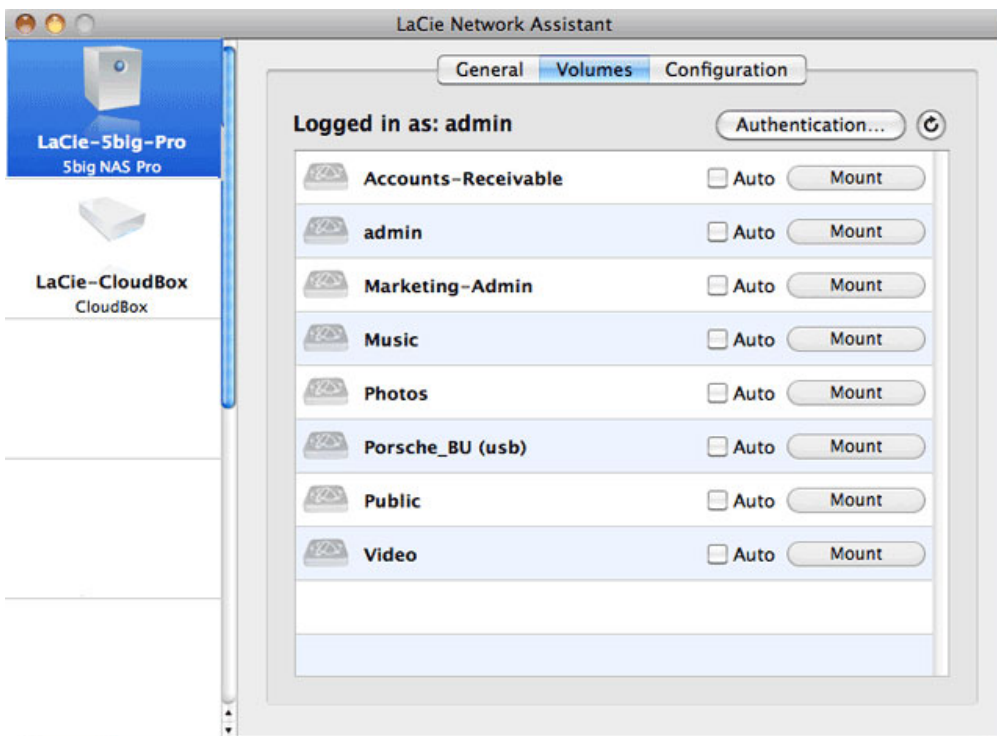 LaCie Network Assistant
LaCie-5big-Pro
5big NAS Pro
LaCie-CloudBox
CloudBox
General Volumes Configuration
Logged in as: admin Authentication...
Accounts-Receivable Auto Mount
admin Auto Mount
Marketing-Admin Auto Mount
Music Auto Mount
Photos Auto Mount
Porsche_BU (usb) Auto Mount
Public Auto Mount
Video Auto Mount